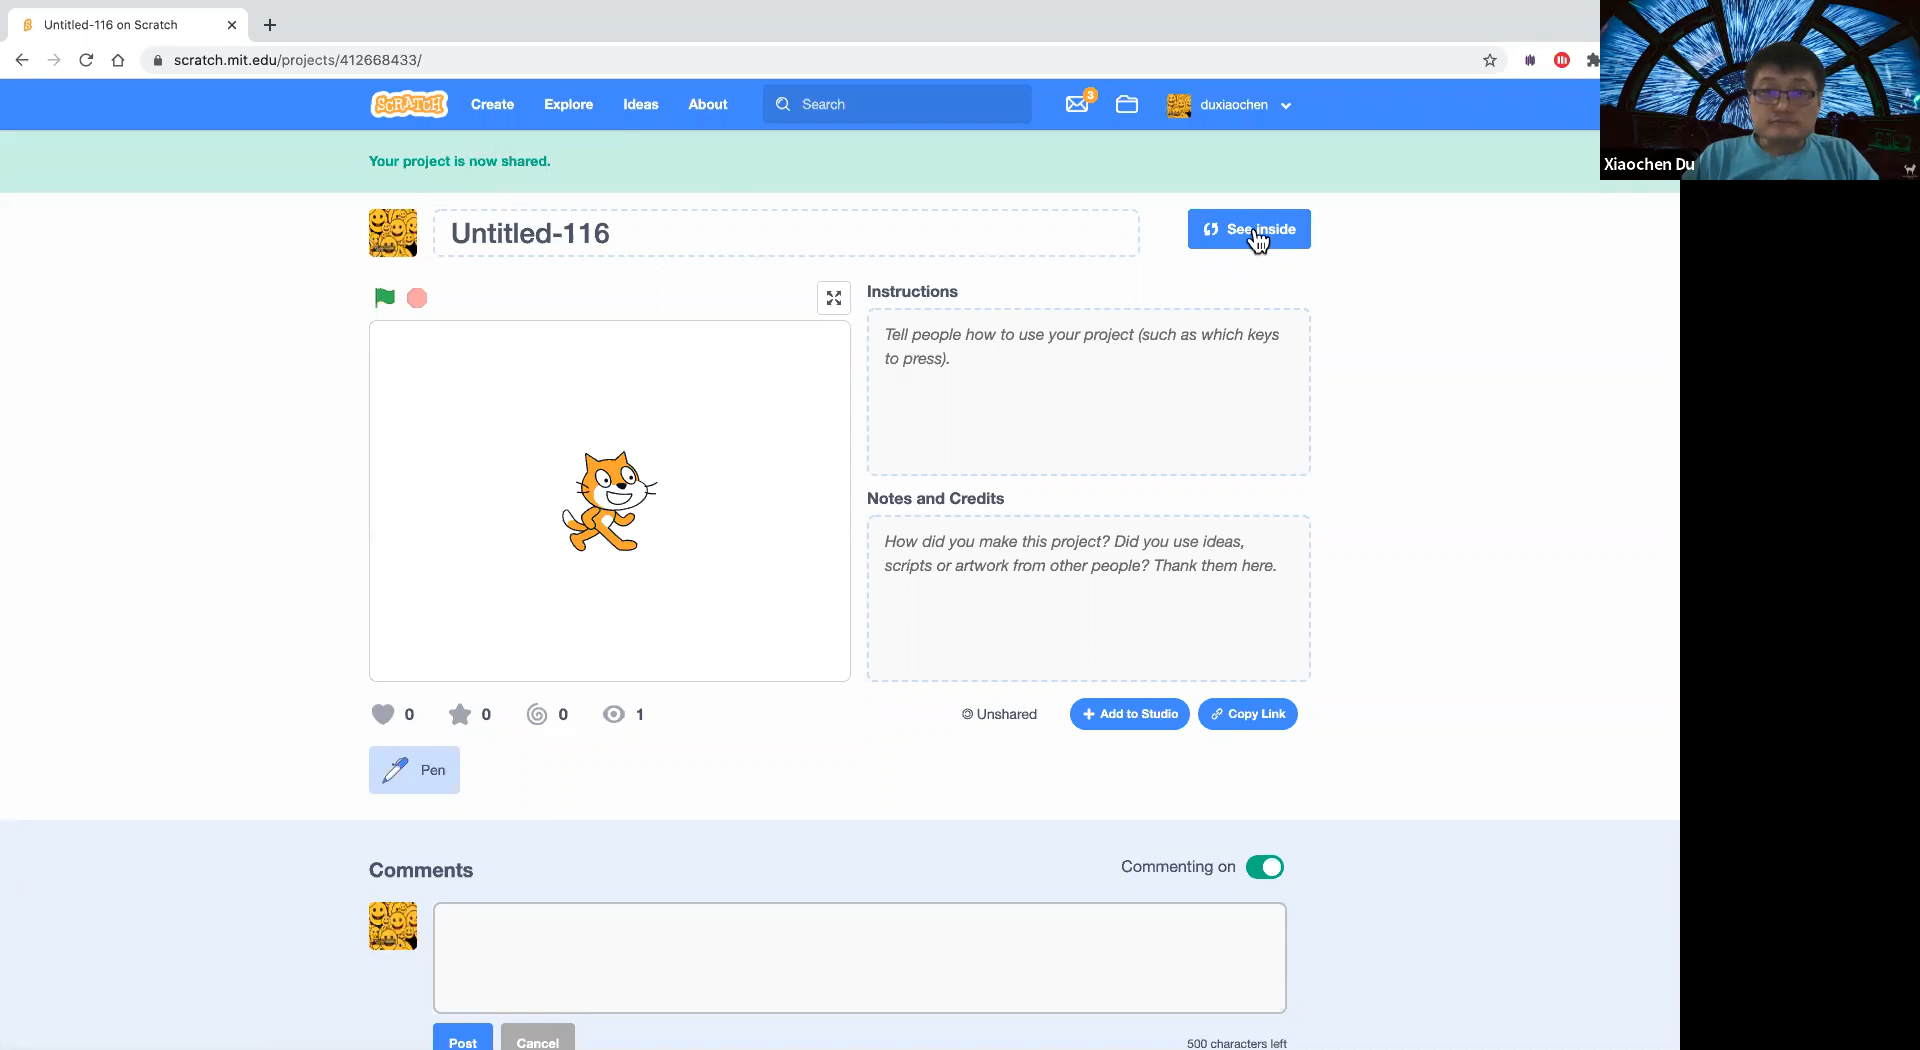 Untitled-116 on Scratch
scratch.mit.edu/projects/412668433/
SCRATCH
Create
Explore
Ideas
About
Search
3
duxiaochen
Xiaochen Du
Your project is now shared.
Untitled-116
See inside
Instructions
Tell people how to use your project (such as which keys
to press).
Notes and Credits
How did you make this project? Did you use ideas,
scripts or artwork from other people? Thank them here.
0
0
0
1
Unshared
Add to Studio
Copy Link
Pen
Comments
Commenting on
Post
Cancel
500 characters left